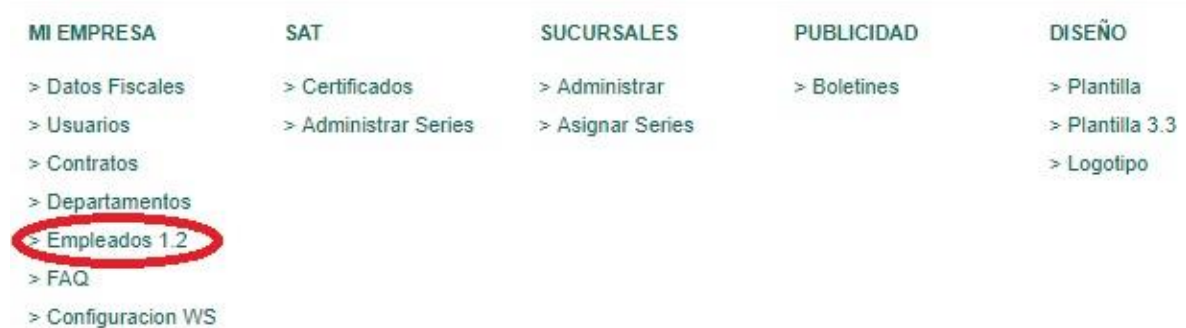 MI EMPRESA
> Datos Fiscales
> Usuarios
> Contratos
> Departamentos
> Empleados 1.2
> FAQ
> Configuracion WS
SAT
> Certificados
> Administrar Series
SUCURSALES
> Administrar
> Asignar Series
PUBLICIDAD
> Boletines
DISEÑO
> Plantilla
> Plantilla 3.3
> Logotipo